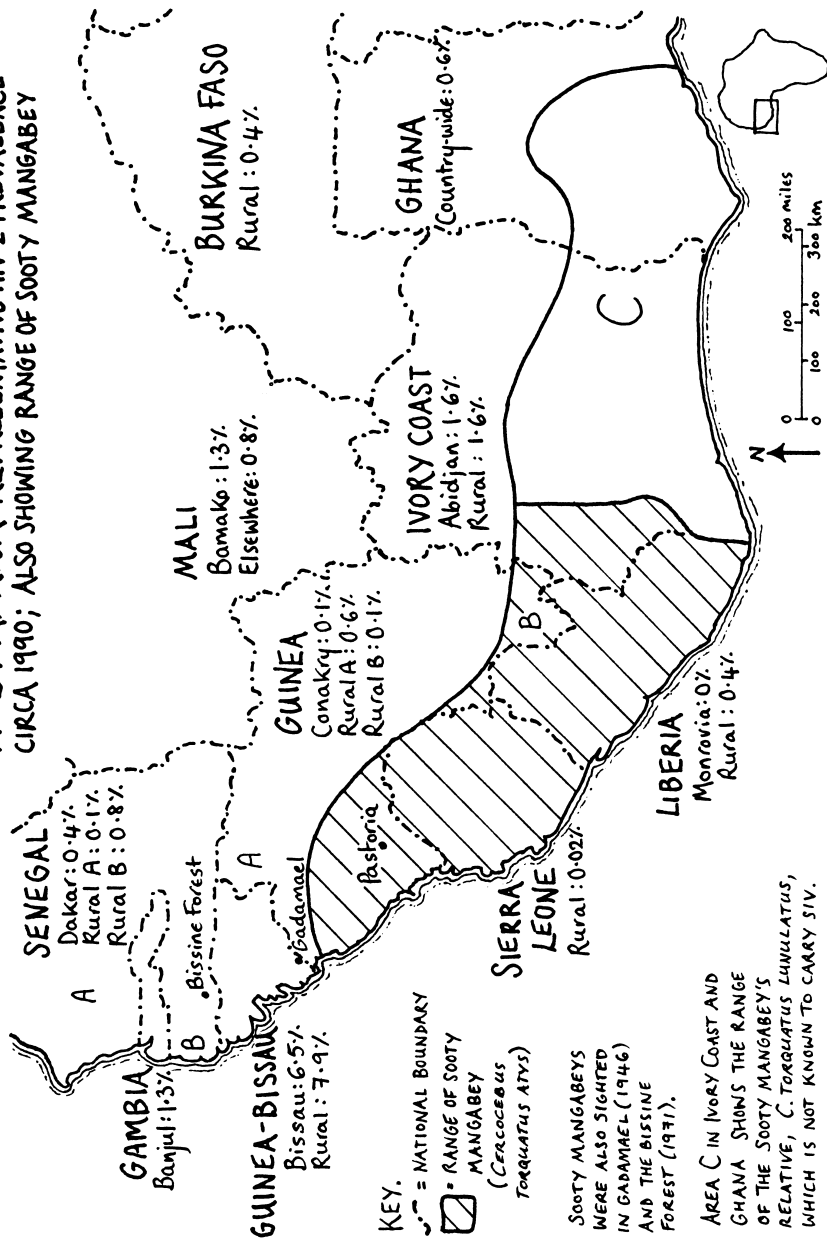 HIV-2 PREVALENCE
CIRCA 1990; ALSO SHOWING RANGE OF SOOTY MANGABEY
SENEGAL
Dakar: 0·4%
Rural A: 0·1%
Rural B: 0·8%
A
GAMBIA
Banjul: 1·3%
B
Bissine Forest
GUINEA-BISSAU
Bissau: 6·5%
Rural: 7·9%
A
Gadamael
MALI
Bamako: 1·3%
Elsewhere: 0·8%
BURKINA FASO
Rural: 0·4%
GUINEA
Conakry: 0·1%
Rural A: 0·6%
Rural B: 0·1%
Pastoria
B
IVORY COAST
Abidjan: 1·6%
Rural: 1·6%
GHANA
Country-wide: 0·6%
C
SIERRA
LEONE
Rural: 0·02%
LIBERIA
Monrovia: 0%
Rural: 0·4%
KEY.
= NATIONAL BOUNDARY
= RANGE OF SOOTY
MANGABEY
(CERCOCEBUS
TORQUATUS ATYS)
SOOTY MANGABEYS
WERE ALSO SIGHTED
IN GADAMAEL (1946)
AND THE BISSINE
FOREST (1971).
AREA C IN IVORY COAST AND
GHANA SHOWS THE RANGE
OF THE SOOTY MANGABEY'S
RELATIVE, C. TORQUATUS LUNULATUS,
WHICH IS NOT KNOWN TO CARRY SIV.
N
0 100 200 miles
0 100 200 300 km